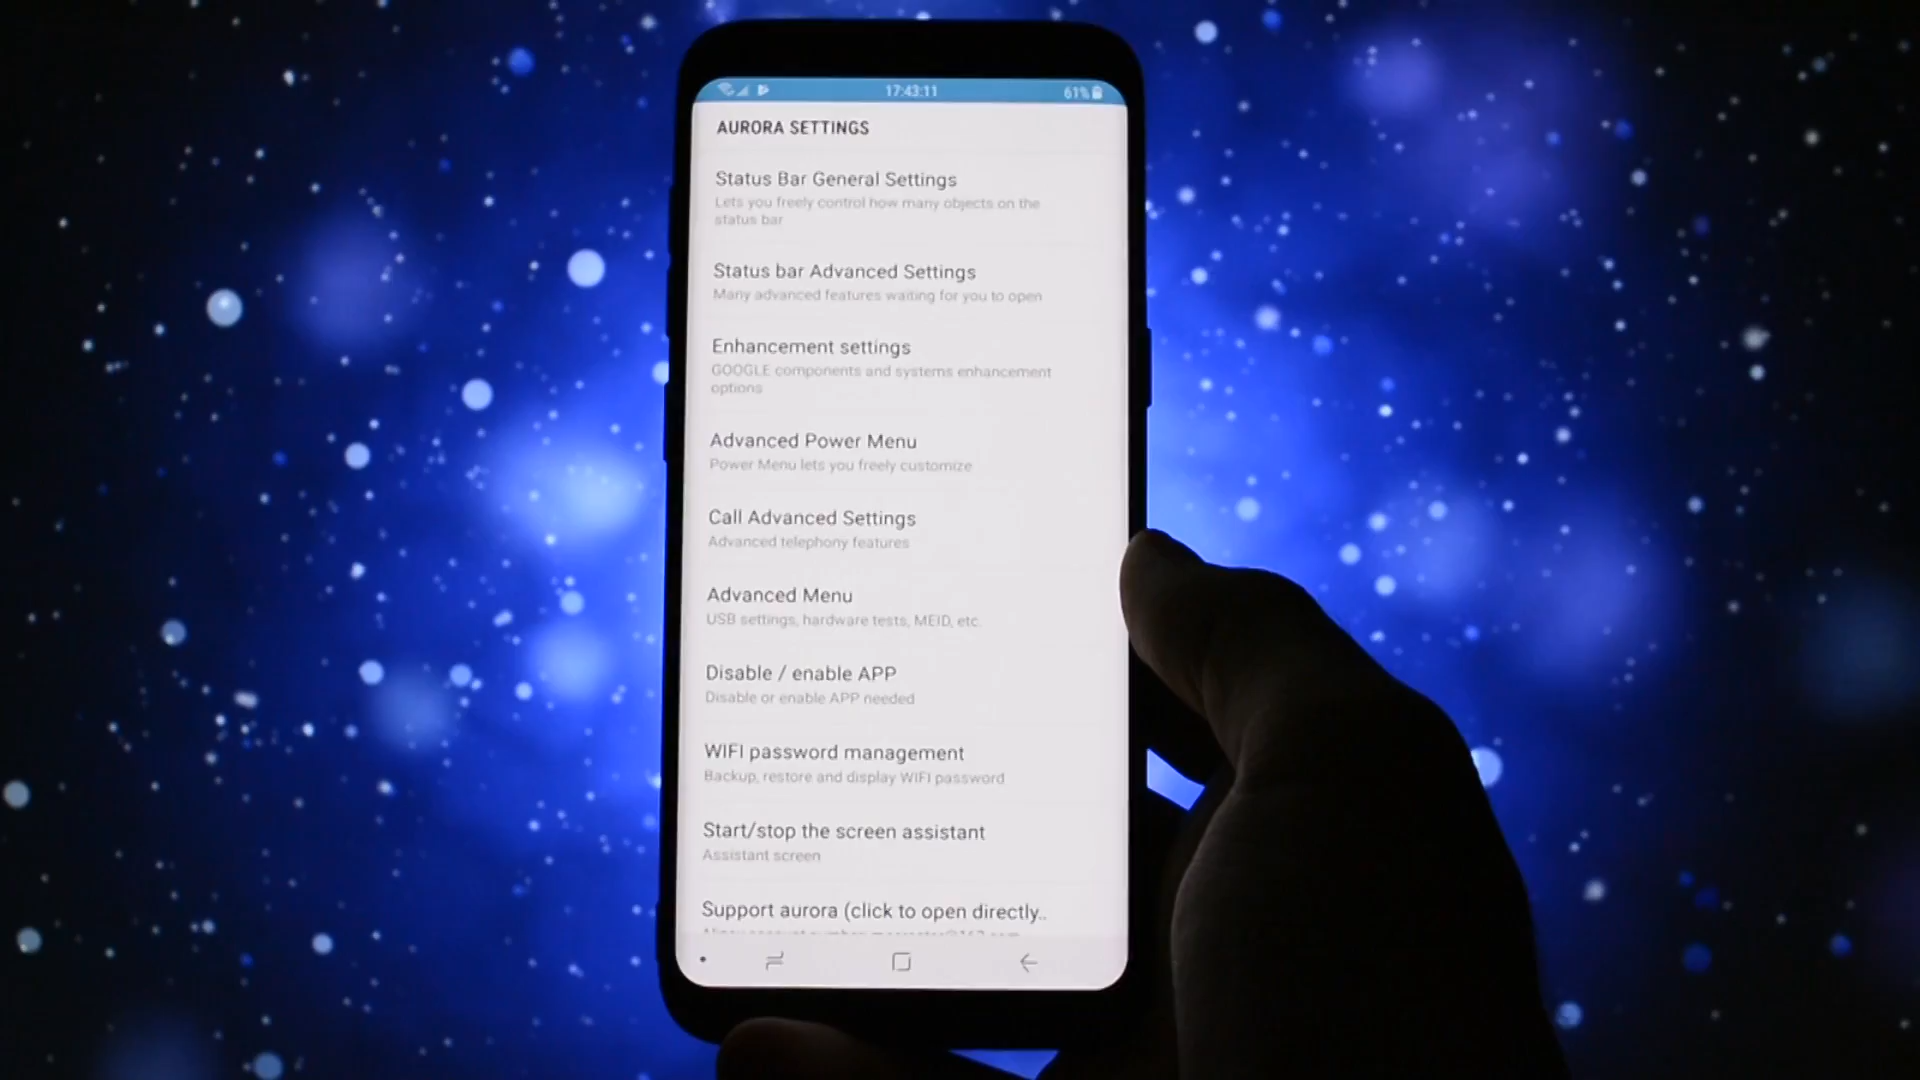 17:43:11
61%
AURORA SETTINGS
Status Bar General Settings
Lets you freely control how many objects on the
status bar
Status bar Advanced Settings
Many advanced features waiting for you to open
Enhancement settings
GOOGLE components and systems enhancement
options
Advanced Power Menu
Power Menu lets you freely customize
Call Advanced Settings
Advanced telephony features
Advanced Menu
USB settings, hardware tests, MEID, etc.
Disable / enable APP
Disable or enable APP needed
WIFI password management
Backup, restore and display WIFI password
Start/stop the screen assistant
Assistant screen
Support aurora (click to open directly..